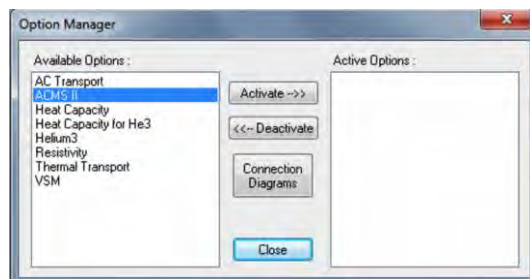 Option Manager
Available Options :
AC Transport
ACMS II
Heat Capacity
Heat Capacity for He3
Helium3
Resistivity
Thermal Transport
VSM
Activate -->>
<<-- Deactivate
Connection
Diagrams
Close
Active Options :